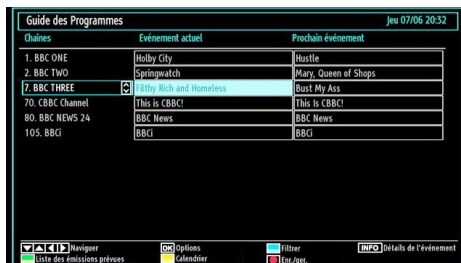 Guide des Programmes Jeu 07/06 20:32
Chaines Evénement actuel Prochain événement
1. BBC ONE Holby City Hustle
2. BBC TWO Springwatch Mary, Queen of Shops
7. BBC THREE Filthy Rich and Homeless Bust My Ass
70. CBBC Channel This is CBBC! This Is CBBC!
80. BBC NEWS 24 BBC News BBC News
105. BBCi BBCi BBCi
Naviguer OK Options Filtrer INFO Détails de l'événement
Liste des émissions prévues Calendrier Enr./ger.